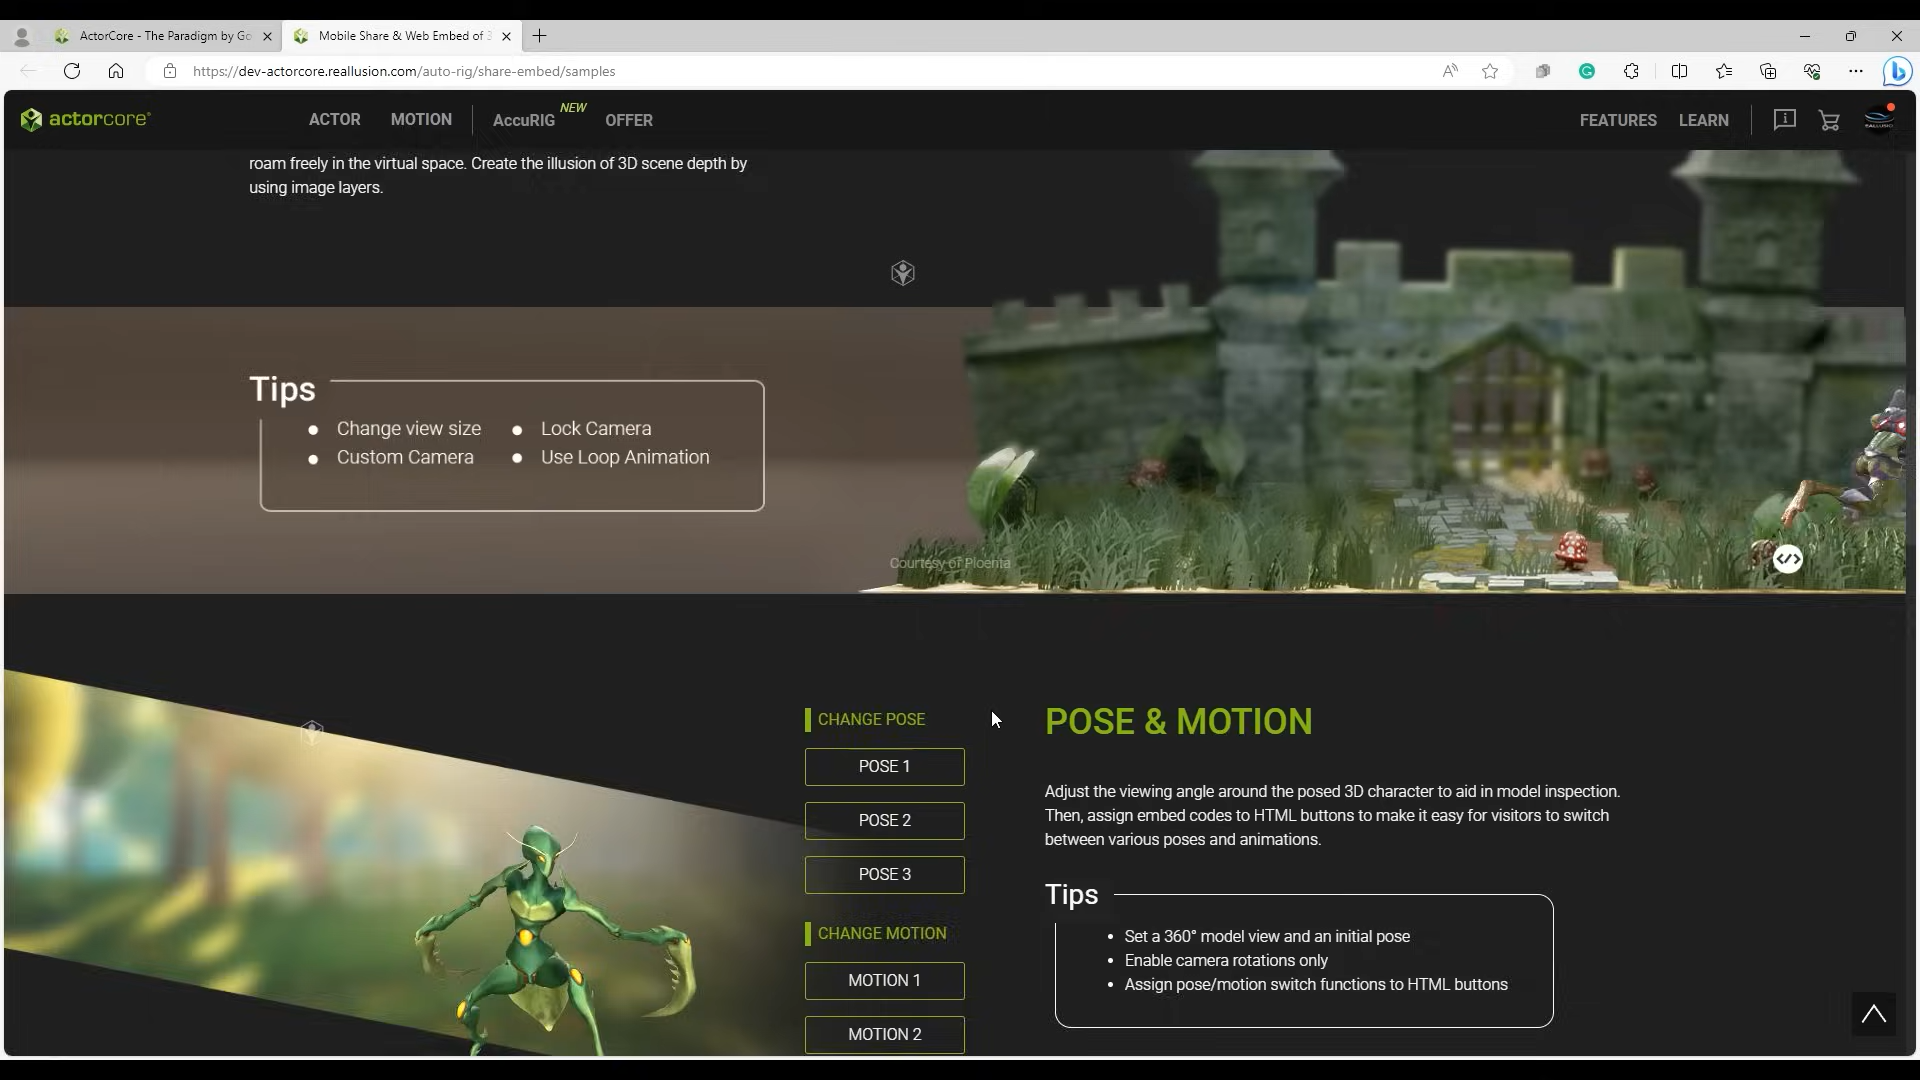 ActorCore - The Paradigm by Go
Mobile Share & Web Embed of 3
https://dev-actorcore.reallusion.com/auto-rig/share-embed/samples
actorcore
ACTOR
MOTION
AccuRIG
NEW
OFFER
FEATURES
LEARN
roam freely in the virtual space. Create the illusion of 3D scene depth by
using image layers.
Tips
Change view size
Custom Camera
Lock Camera
Use Loop Animation
Courtesy of Ploenta
CHANGE POSE
POSE 1
POSE 2
POSE 3
CHANGE MOTION
MOTION 1
MOTION 2
POSE & MOTION
Adjust the viewing angle around the posed 3D character to aid in model inspection.
Then, assign embed codes to HTML buttons to make it easy for visitors to switch
between various poses and animations.
Tips
• Set a 360° model view and an initial pose
• Enable camera rotations only
• Assign pose/motion switch functions to HTML buttons